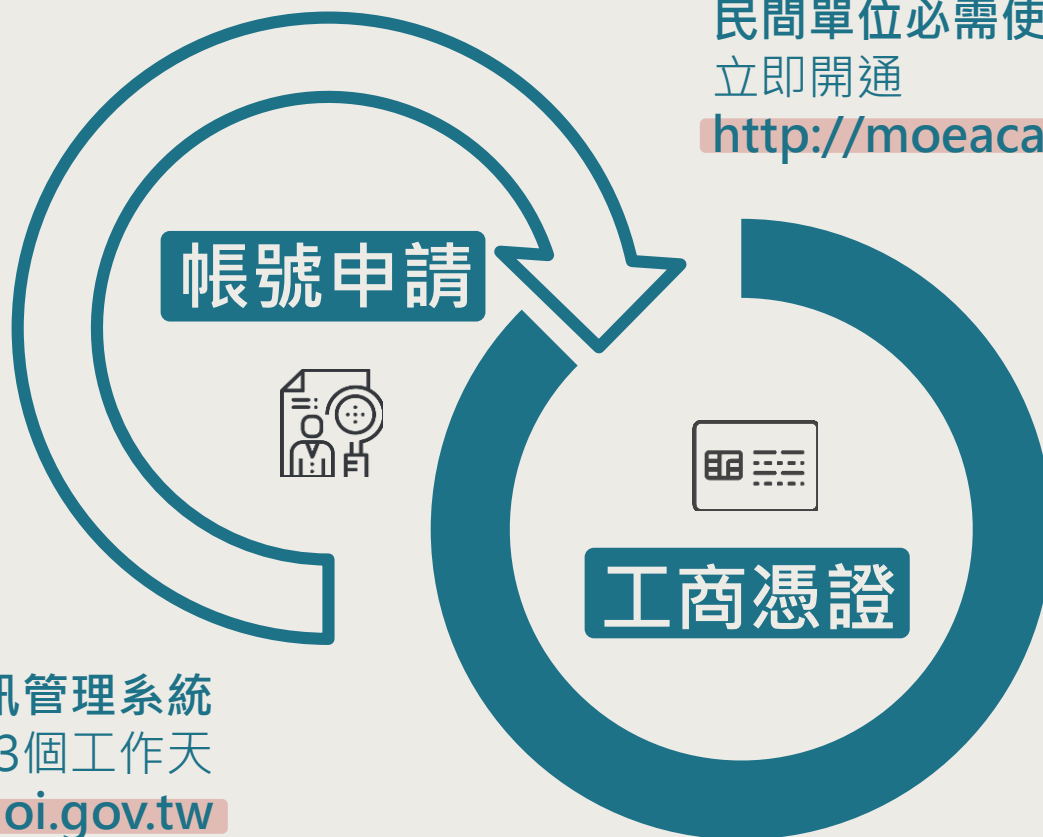 民間單位必需使
立即開通
http://moeaca
帳號申請
工商憑證
訊管理系統
3個工作天
oi.gov.tw